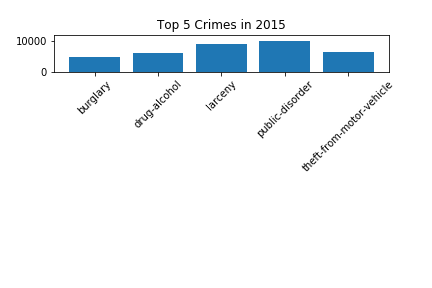 Top 5 Crimes in 2015
10000
0
burglary
drug-alcohol
larceny
public-disorder
theft-from-motor-vehicle